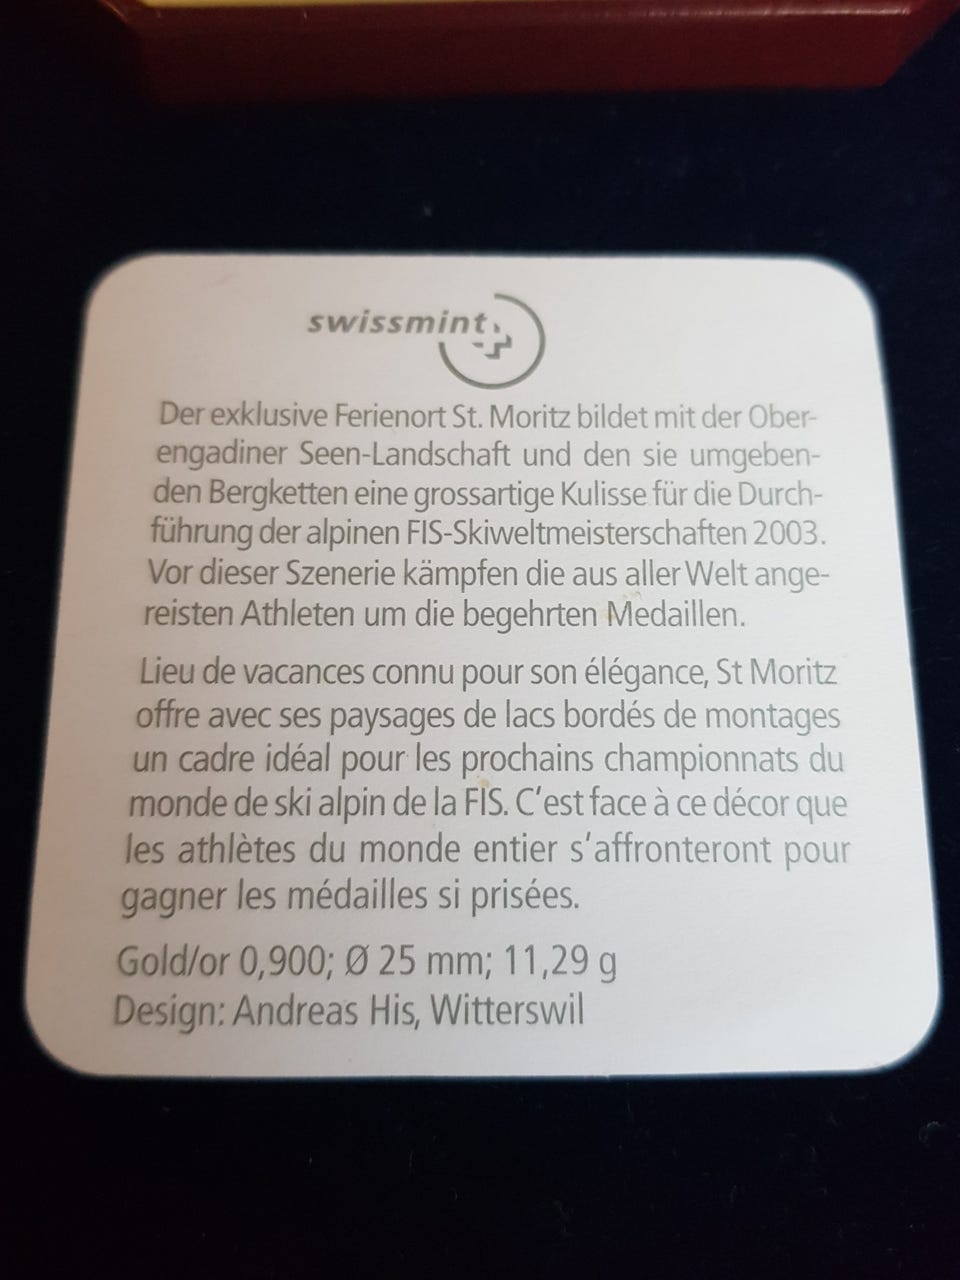 swissmint
Der exklusive Ferienort St. Moritz bildet mit der Ober-
engadiner Seen-Landschaft und den sie umgeben-
den Bergketten eine grossartige Kulisse für die Durch-
führung der alpinen FIS-Skiweltmeisterschaften 2003.
Vor dieser Szenerie kämpfen die aus aller Welt ange-
reisten Athleten um die begehrten Medaillen.
Lieu de vacances connu pour son élégance, St Moritz
offre avec ses paysages de lacs bordés de montages
un cadre idéal pour les prochains championnats du
monde de ski alpin de la FIS. C'est face à ce décor que
les athlètes du monde entier s'affronteront pour
gagner les médailles si prisées.
Gold/or 0,900; Ø 25 mm; 11,29 g
Design: Andreas His, Witterswil